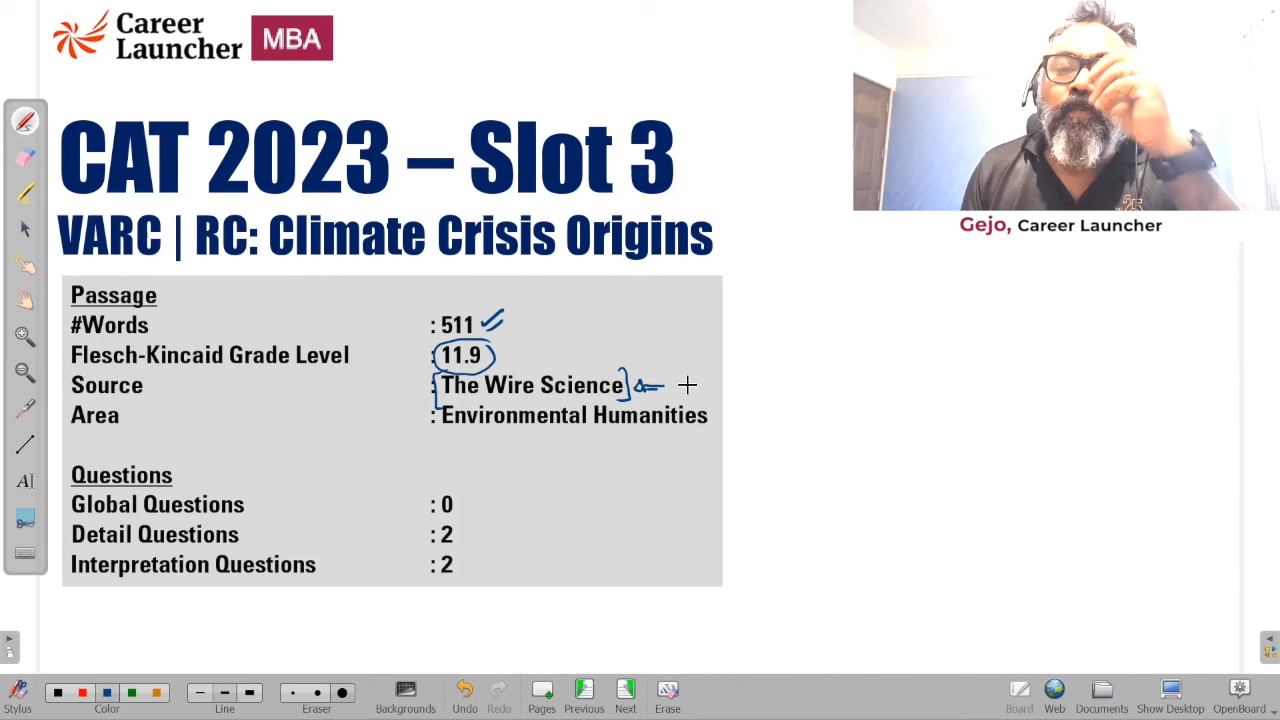 Career
Launcher
MBA
CAT 2023 – Slot 3
VARC | RC: Climate Crisis Origins
Gejo, Career Launcher
Passage
#Words : 511
Flesch-Kincaid Grade Level : 11.9
Source : The Wire Science
Area : Environmental Humanities
Questions
Global Questions : 0
Detail Questions : 2
Interpretation Questions : 2
Stylus
Color
Line
Eraser
Backgrounds
Undo
Redo
Pages
Previous
Next
Erase
Board
Web
Documents
Show Desktop
OpenBoard